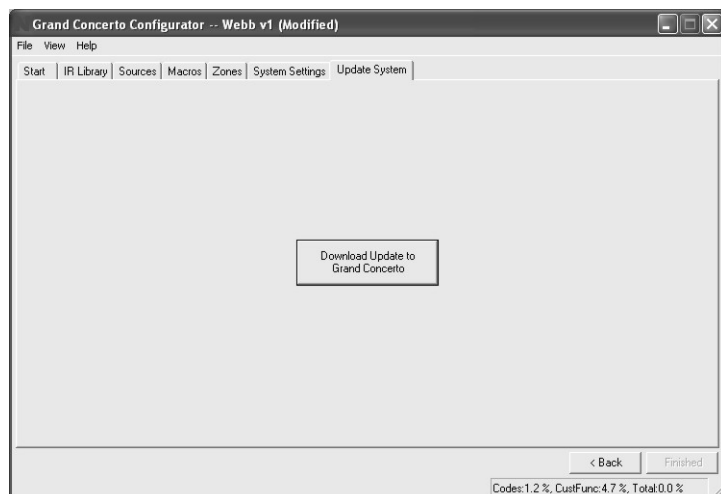 Grand Concerto Configurator -- Webb v1 (Modified)
File View Help
Start IR Library Sources Macros Zones System Settings Update System
Download Update to
Grand Concerto
< Back Finished
Codes:1.2 %, CustFunc:4.7 %, Total:0.0 %